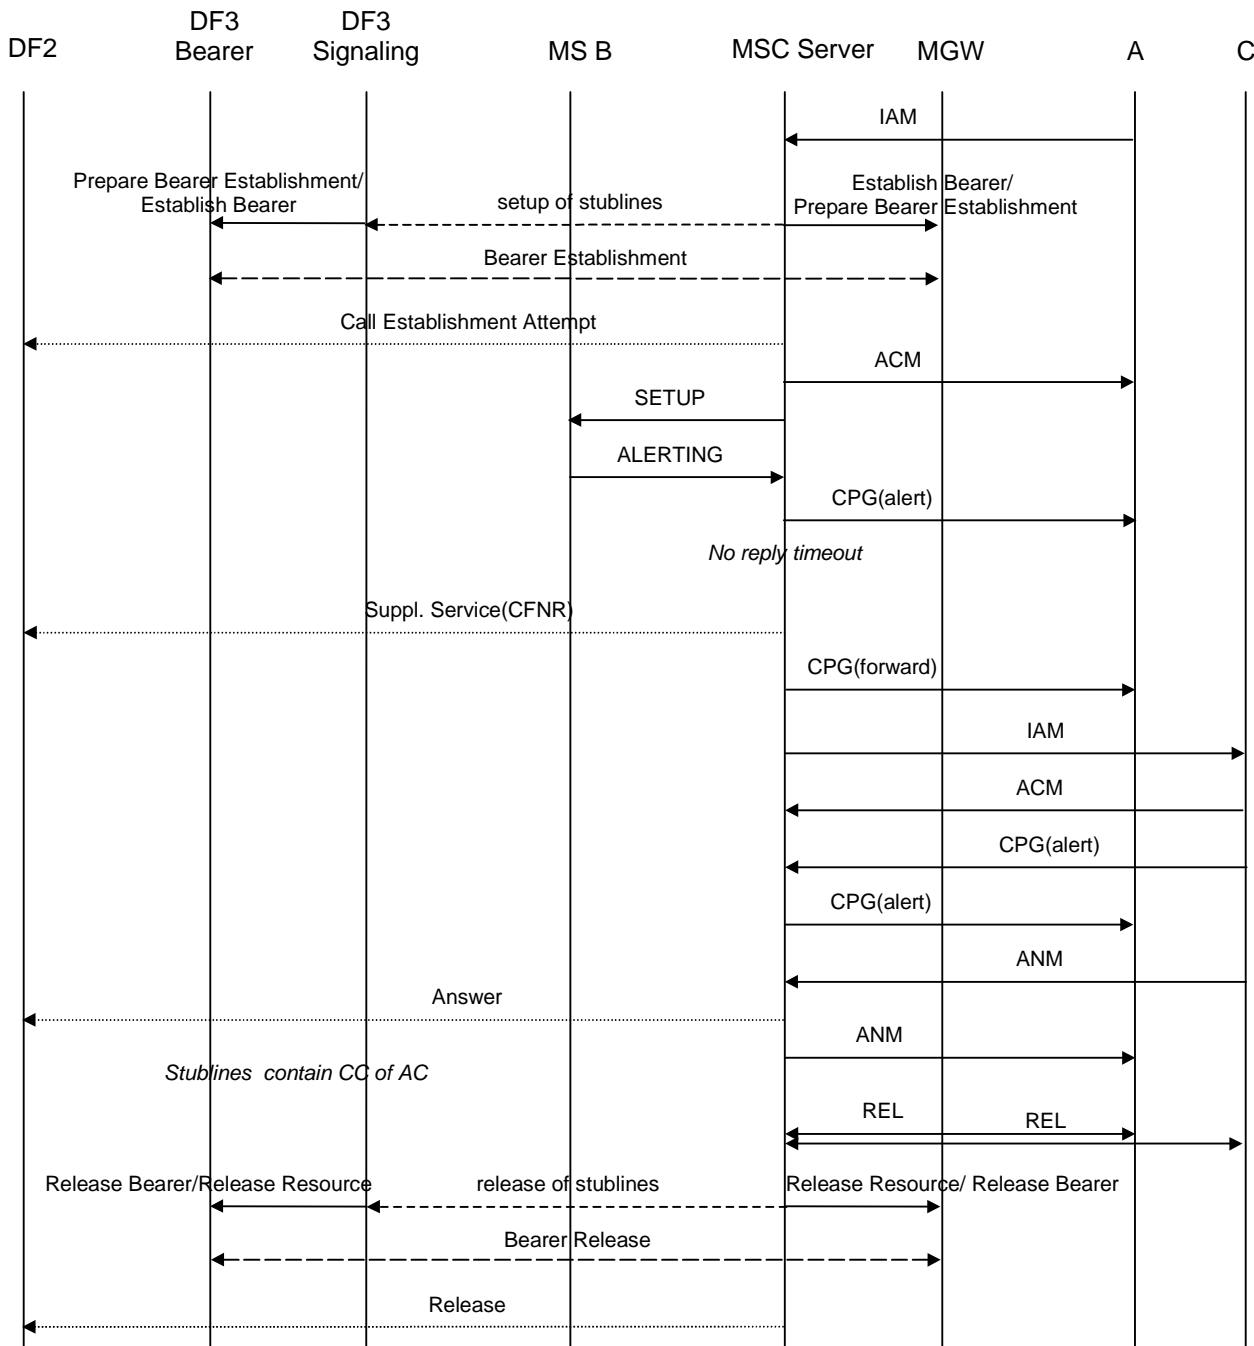 DF2
DF3
Bearer
DF3
Signaling
MS B
MSC Server
MGW
A
C
IAM
Prepare Bearer Establishment/
Establish Bearer
setup of stublines
Establish Bearer/
Prepare Bearer Establishment
Bearer Establishment
Call Establishment Attempt
ACM
SETUP
ALERTING
CPG(alert)
No reply timeout
Suppl. Service(CFNR)
CPG(forward)
IAM
ACM
CPG(alert)
CPG(alert)
ANM
Answer
ANM
Stublines contain CC of AC
REL
REL
Release Bearer/Release Resource
release of stublines
Release Resource/ Release Bearer
Bearer Release
Release